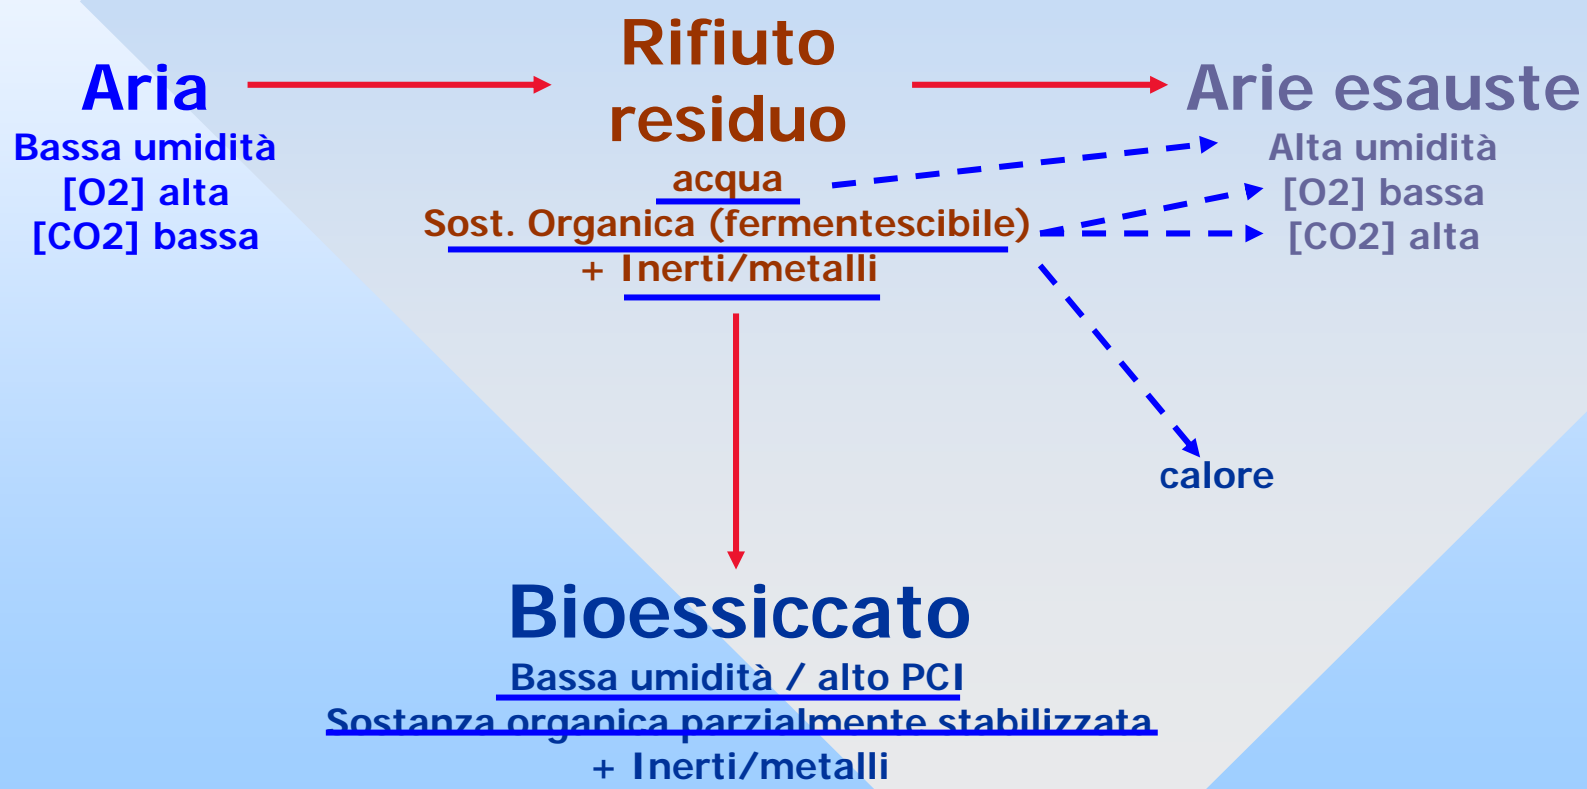 Aria
Bassa umidità
[O2] alta
[CO2] bassa
Rifiuto
residuo
acqua
Sost. Organica (fermentescibile)
+ Inerti/metalli
Arie esauste
Alta umidità
[O2] bassa
[CO2] alta
calore
Bioessiccato
Bassa umidità / alto PCI
Sostanza organica parzialmente stabilizzata
+ Inerti/metalli